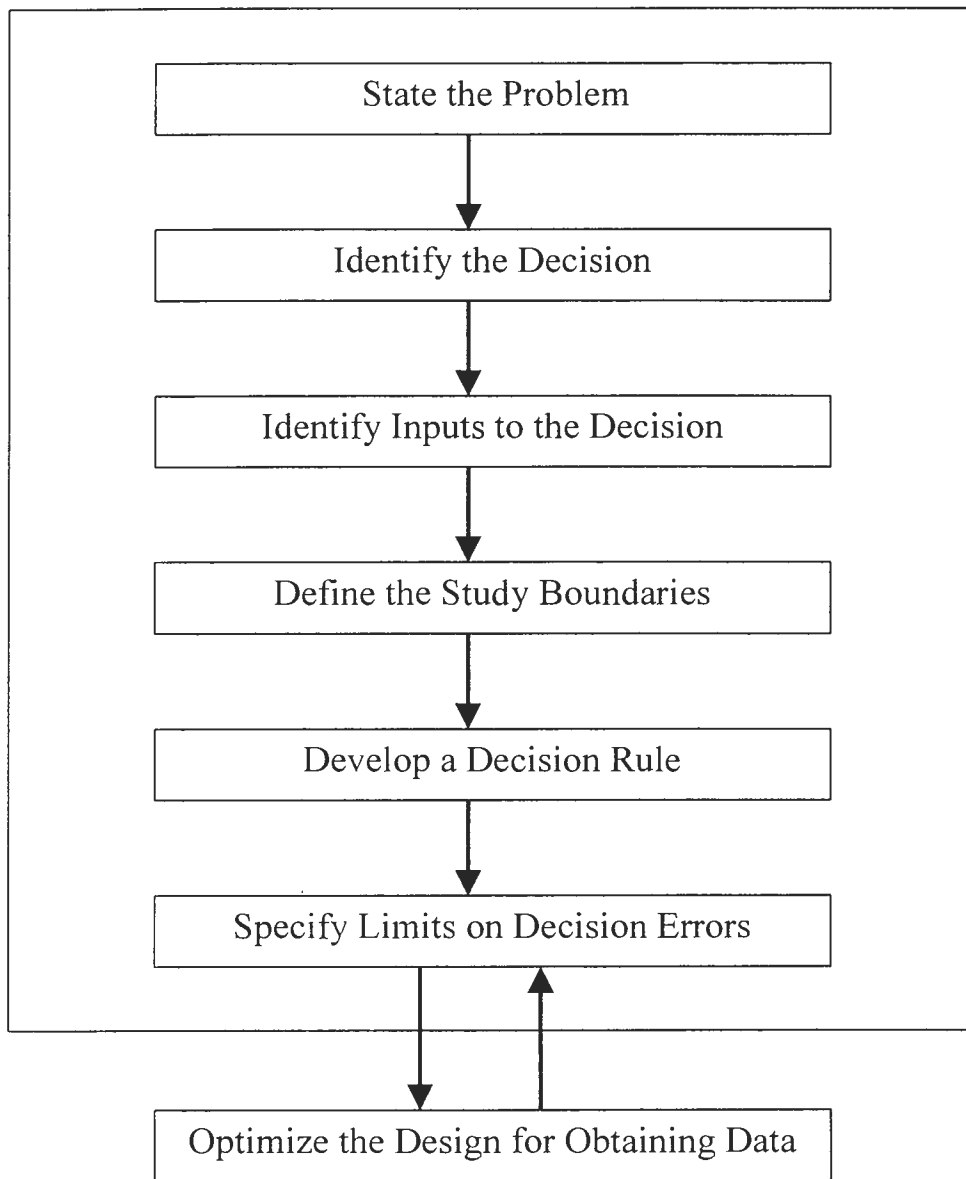 State the Problem
Identify the Decision
Identify Inputs to the Decision
Define the Study Boundaries
Develop a Decision Rule
Specify Limits on Decision Errors
Optimize the Design for Obtaining Data